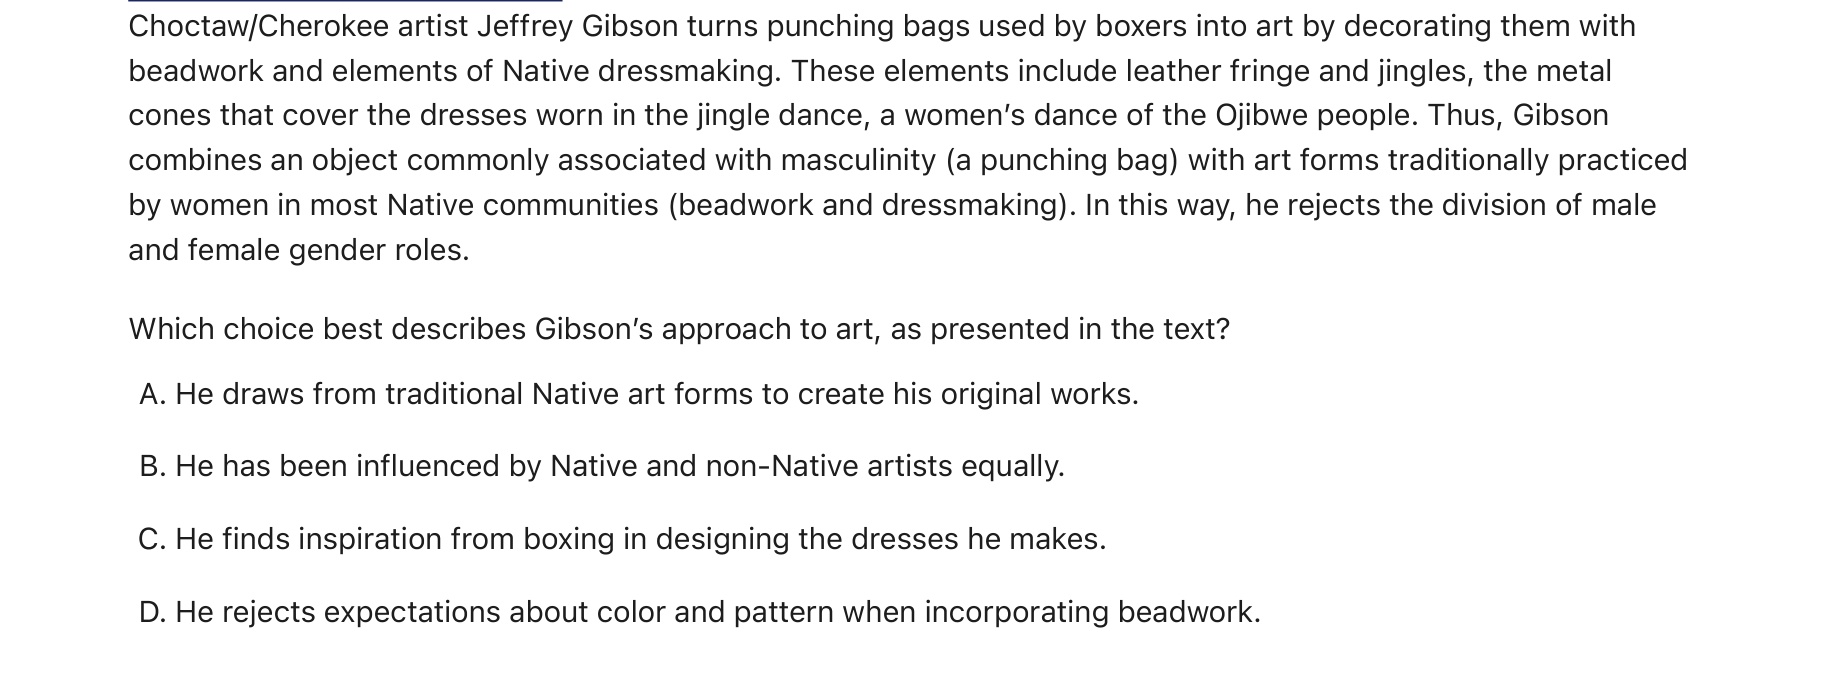 Choctaw/Cherokee artist Jeffrey Gibson turns punching bags used by boxers into art by decorating them with
beadwork and elements of Native dressmaking. These elements include leather fringe and jingles, the metal
cones that cover the dresses worn in the jingle dance, a women’s dance of the Ojibwe people. Thus, Gibson
combines an object commonly associated with masculinity (a punching bag) with art forms traditionally practiced
by women in most Native communities (beadwork and dressmaking). In this way, he rejects the division of male
and female gender roles.
Which choice best describes Gibson’s approach to art, as presented in the text?
A. He draws from traditional Native art forms to create his original works.
B. He has been influenced by Native and non-Native artists equally.
C. He finds inspiration from boxing in designing the dresses he makes.
D. He rejects expectations about color and pattern when incorporating beadwork.